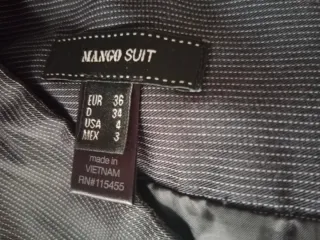 MANGO SUIT
EUR 36
D 34
USA 4
MEX 3
made in
VIETNAM
RN#115455